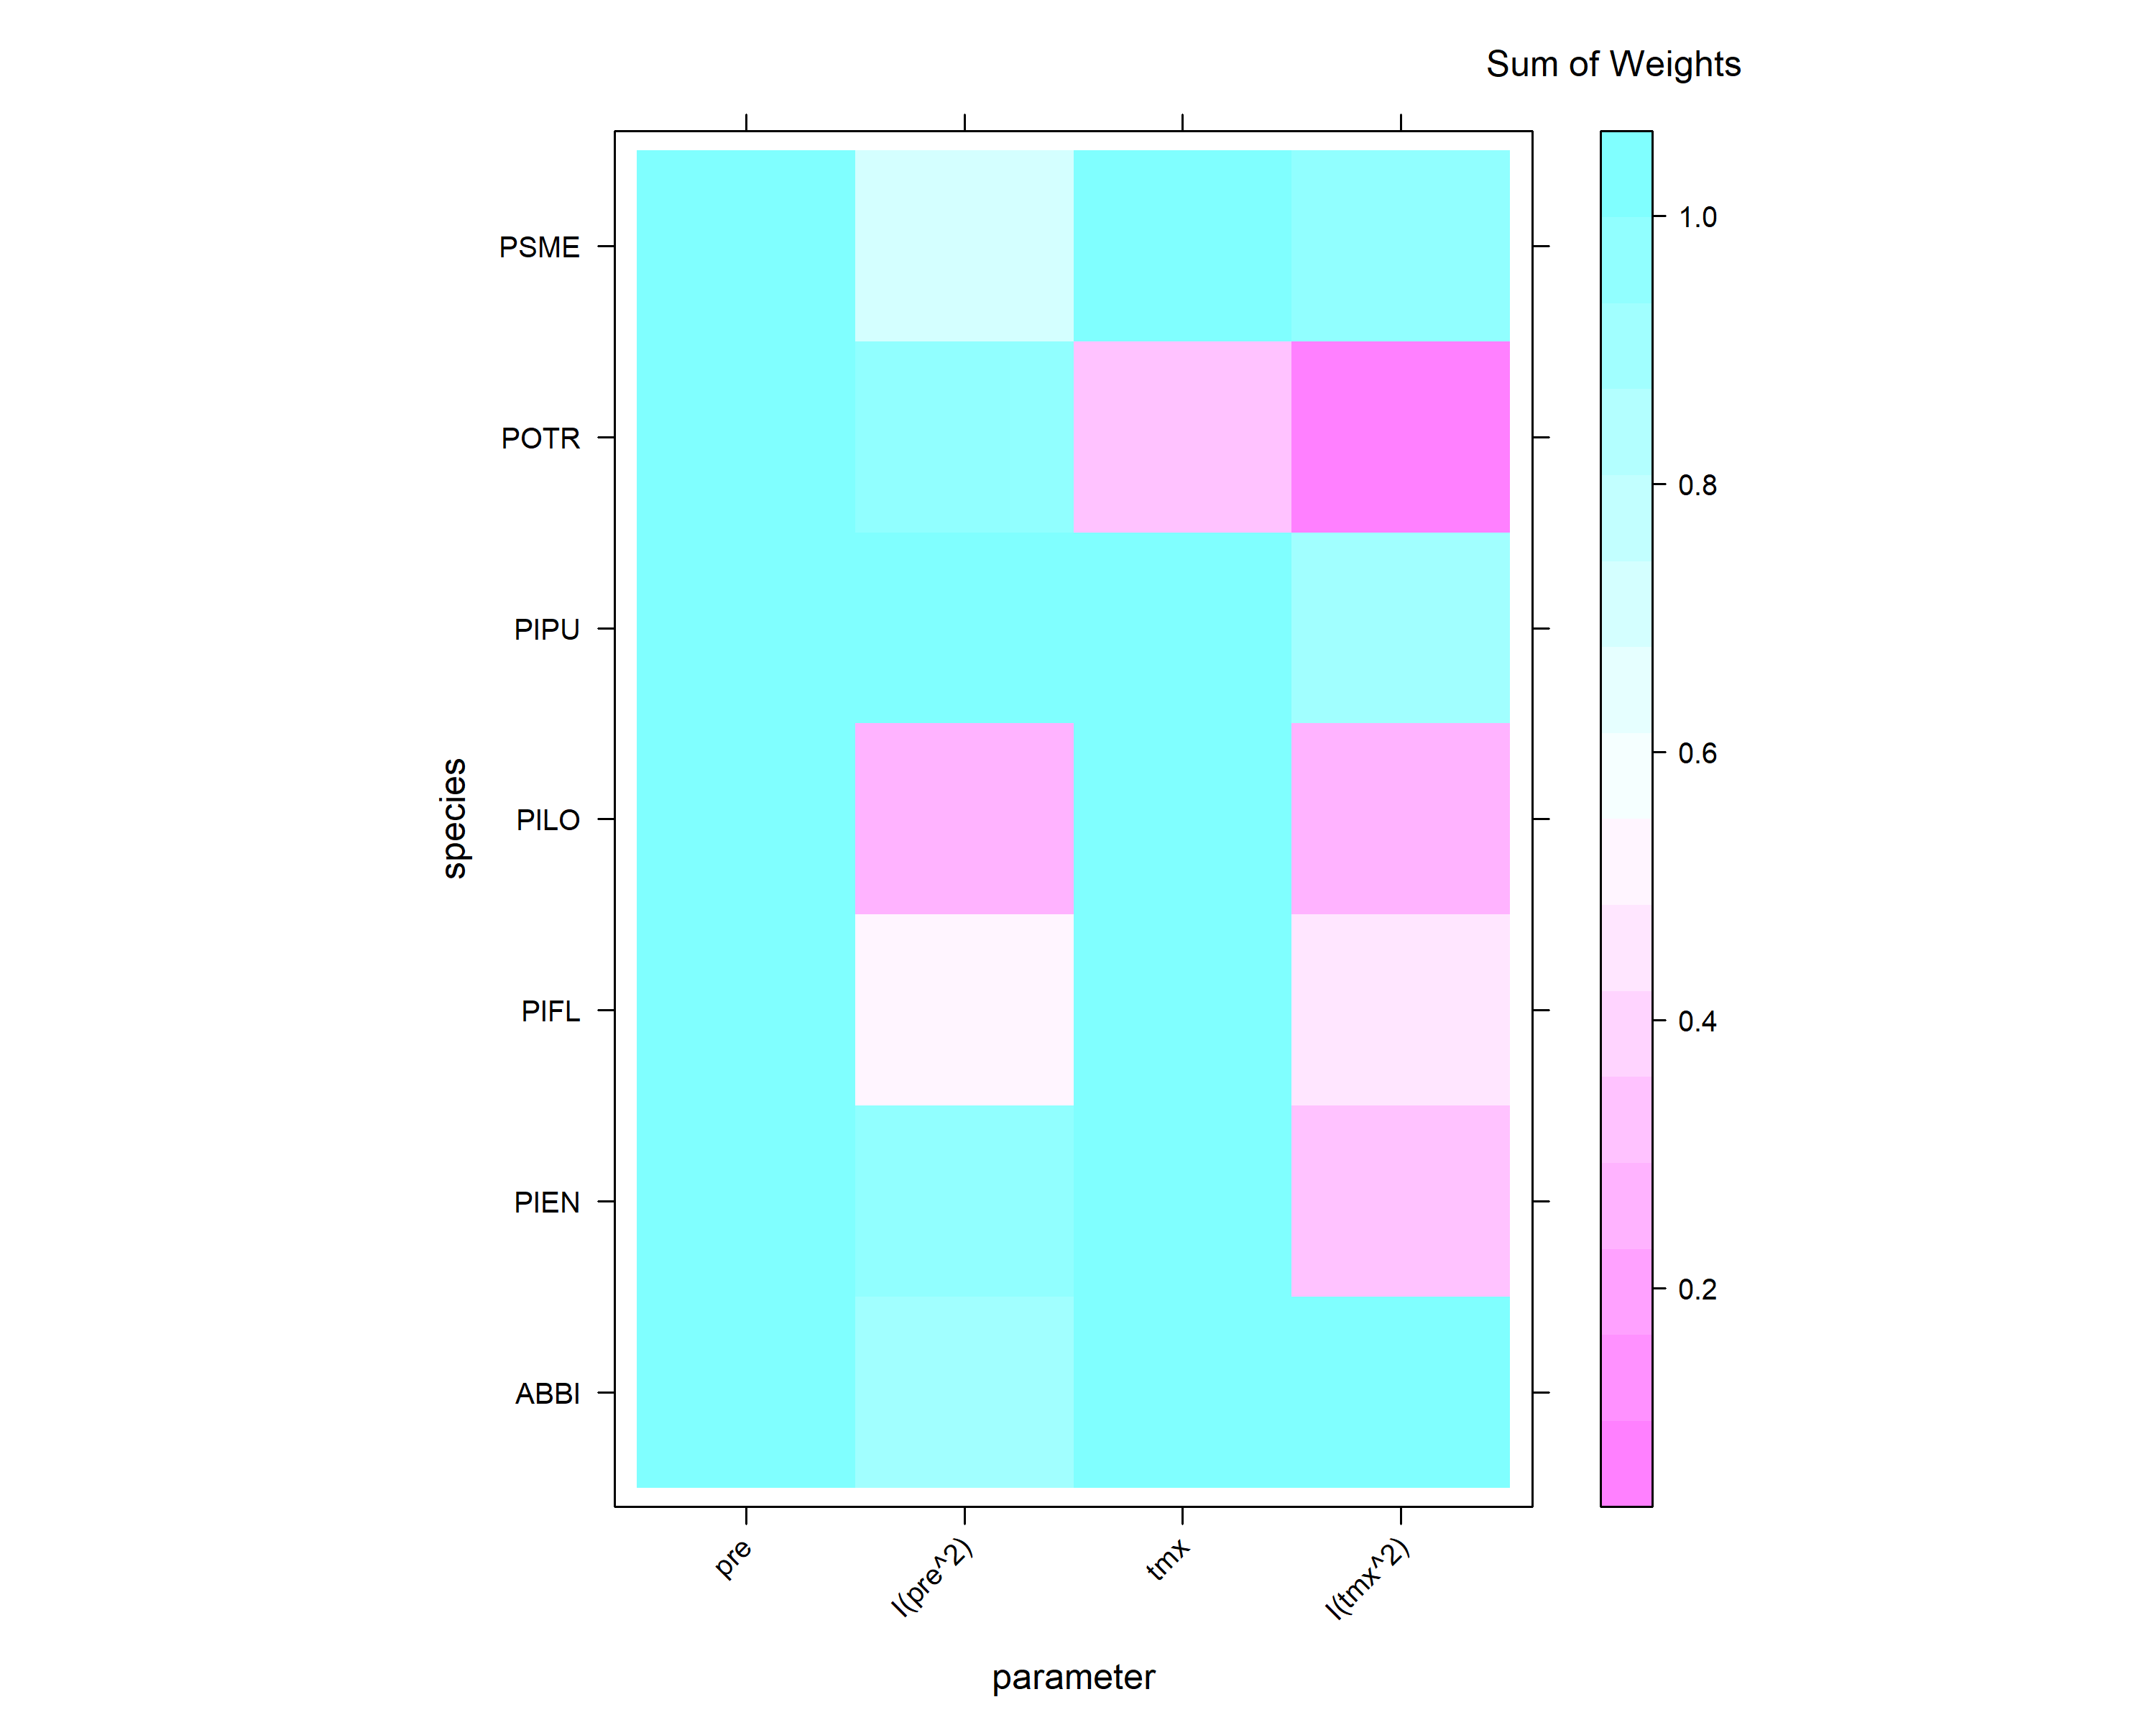 Sum of Weights
1.0
0.8
0.6
0.4
0.2
species
PSME
POTR
PIPU
PILO
PIFL
PIEN
ABBI
pre
I(pre^2)
tmx
I(tmx^2)
parameter